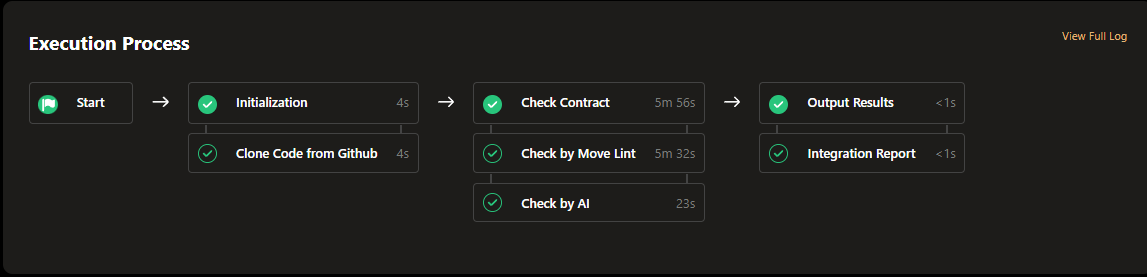 Execution Process
View Full Log
Start
Initialization 4s
Clone Code from Github 4s
Check Contract 5m 56s
Check by Move Lint 5m 32s
Check by AI 23s
Output Results <1s
Integration Report <1s